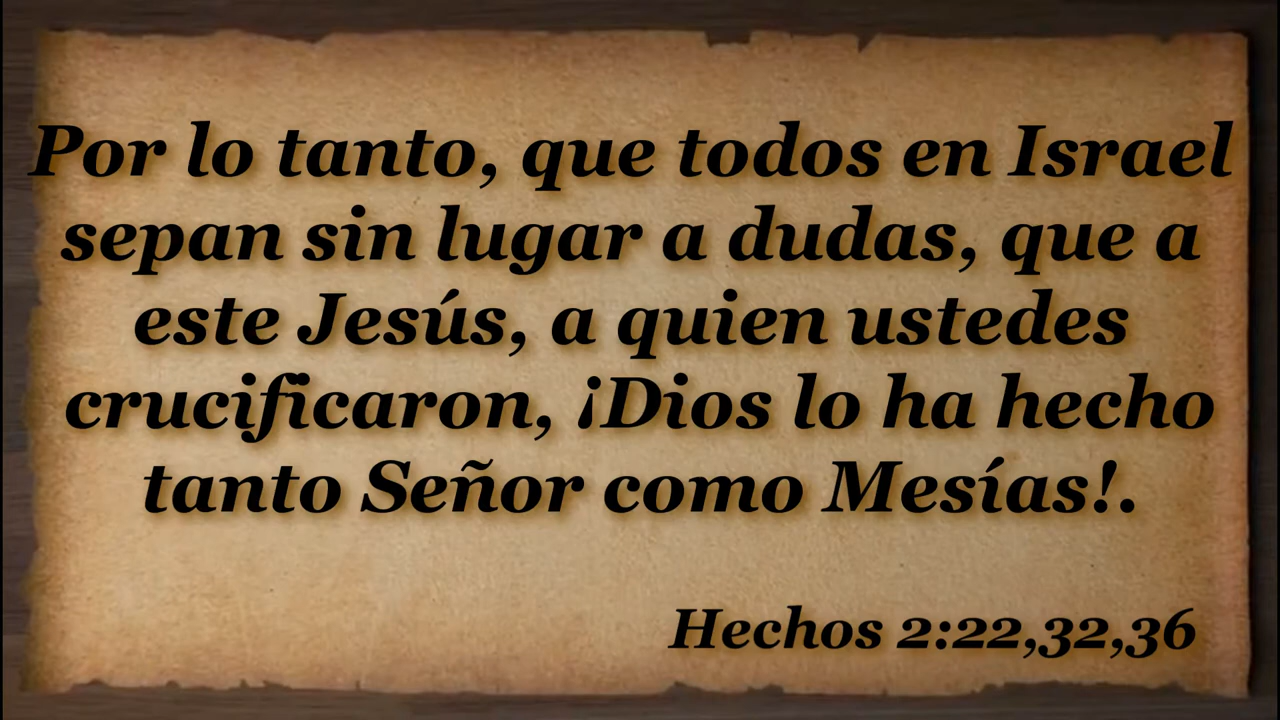 Por lo tanto, que todos en Israel
sepan sin lugar a dudas, que a
este Jesús, a quien ustedes
crucificaron, ¡Dios lo ha hecho
tanto Señor como Mesías!.
Hechos 2:22,32,36